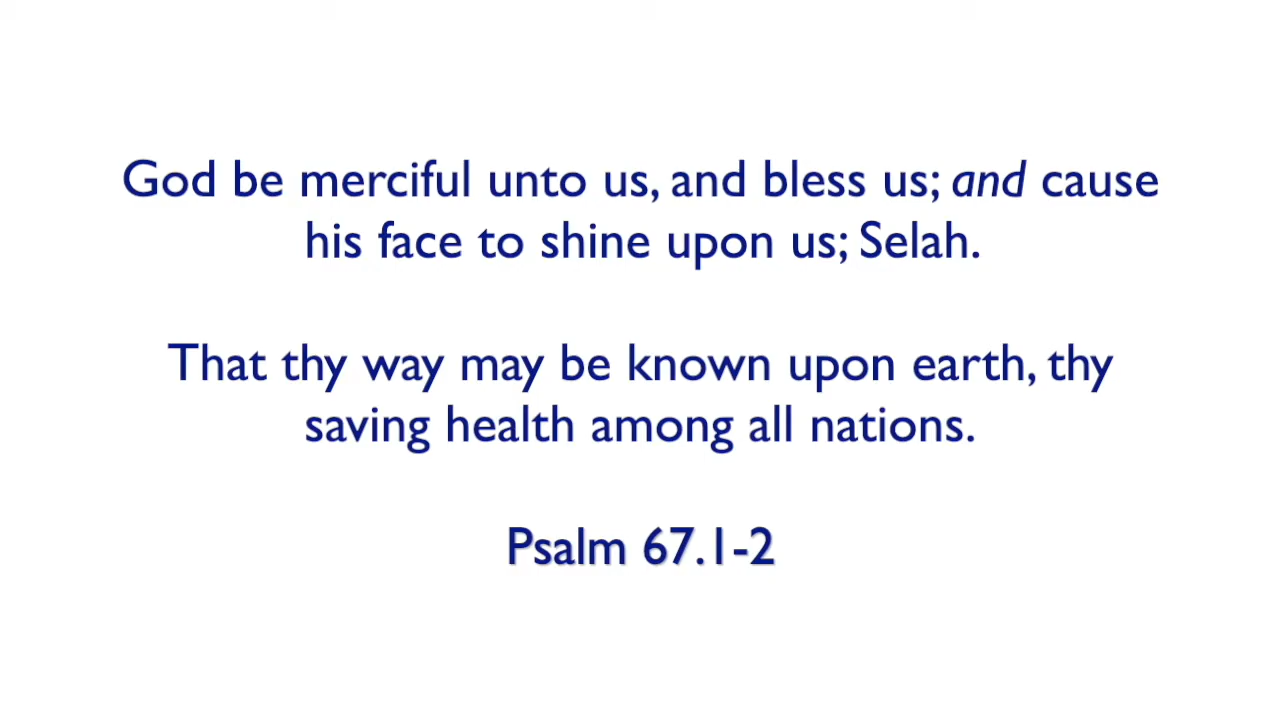 God be merciful unto us, and bless us; and cause
his face to shine upon us; Selah.
That thy way may be known upon earth, thy
saving health among all nations.
Psalm 67.1-2